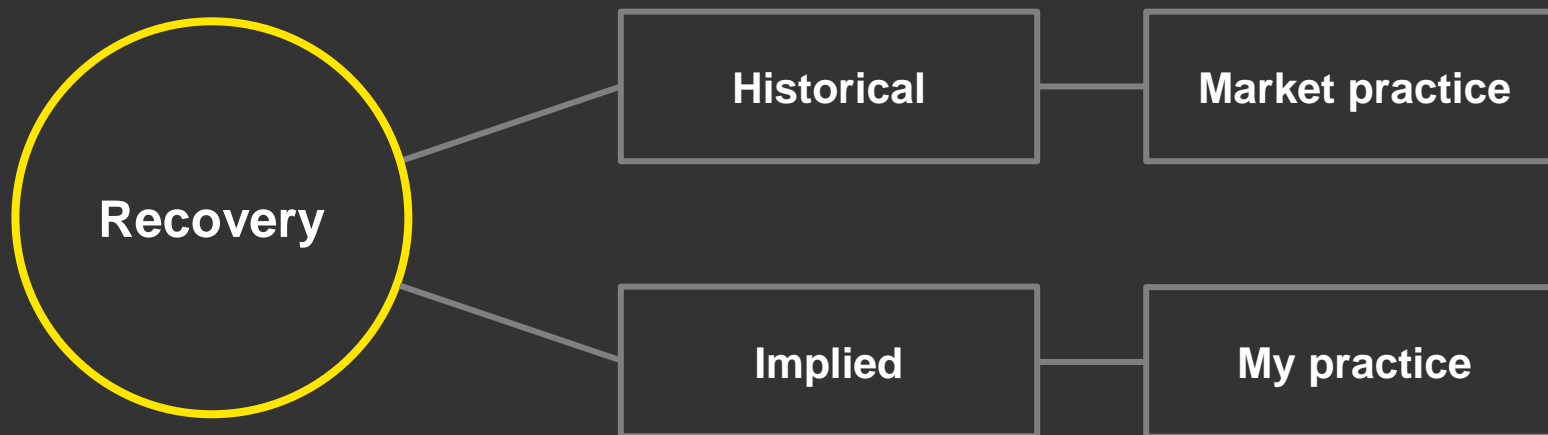 Recovery
Historical
Market practice
Implied
My practice